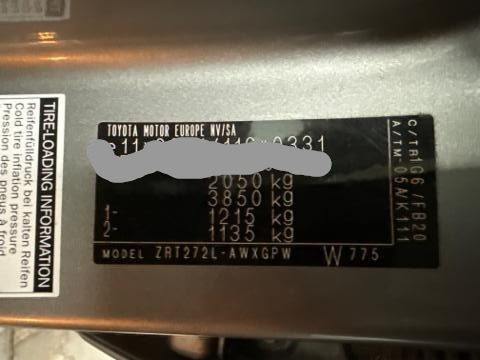 TOYOTA MOTOR EUROPE NV/SA
0331
2050 kg
3850 kg
1- 1215 kg
2- 1135 kg
MODEL ZRT272L-AWXGPW W 775
C/TR 1G6/FB20
A/TM -05A/K111
TIRE-LOADING INFORMATION
Reifenfülldruck bei kalten Reifen
Cold tire inflation pressure
Pression des pneus à froid